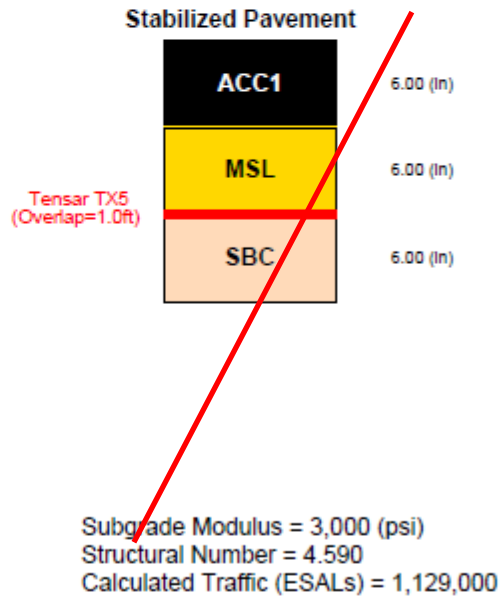 Stabilized Pavement
ACC1
6.00 (in)
MSL
6.00 (in)
Tensar TX5
(Overlap=1.0ft)
SBC
6.00 (in)
Subgrade Modulus = 3,000 (psi)
Structural Number = 4.590
Calculated Traffic (ESALs) = 1,129,000